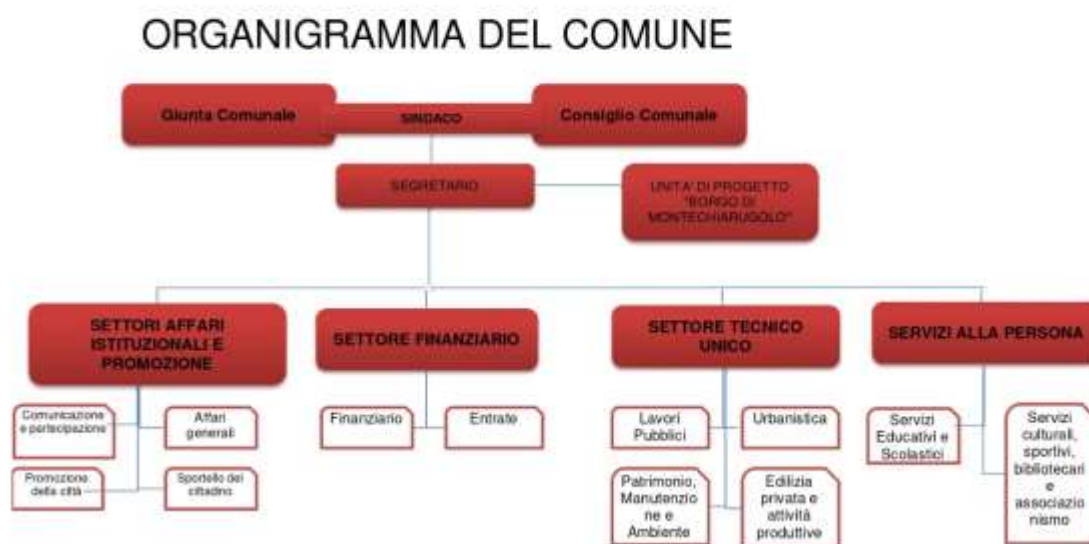 ORGANIGRAMMA DEL COMUNE
Giunta Comunale
SINDACO
Consiglio Comunale
SEGRETARIO
UNITA' DI PROGETTO
"BORGO DI
MONTECHIARUGOLO"
SETTORI AFFARI
ISTITUZIONALI E
PROMOZIONE
SETTORE FINANZIARIO
SETTORE TECNICO
UNICO
SERVIZI ALLA PERSONA
Comunicazione
e partecipazione
Affari
generali
Promozione
della città
Sportello del
cittadino
Finanziario
Entrate
Lavori
Pubblici
Urbanistica
Patrimonio,
Manutenzio
ne e
Ambiente
Edilizia
privata e
attività
produttive
Servizi
Educativi e
Scolastici
Servizi
culturali,
sportivi,
bibliotecari
e
associazio
nismo